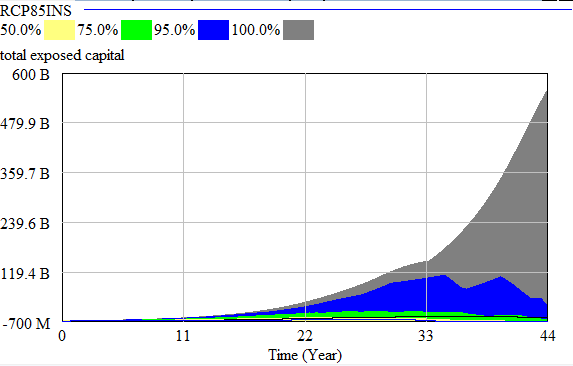 RCP85INS
50.0% 75.0% 95.0% 100.0%
total exposed capital
600 B
479.9 B
359.7 B
239.6 B
119.4 B
-700 M
0 11 22 33 44
Time (Year)